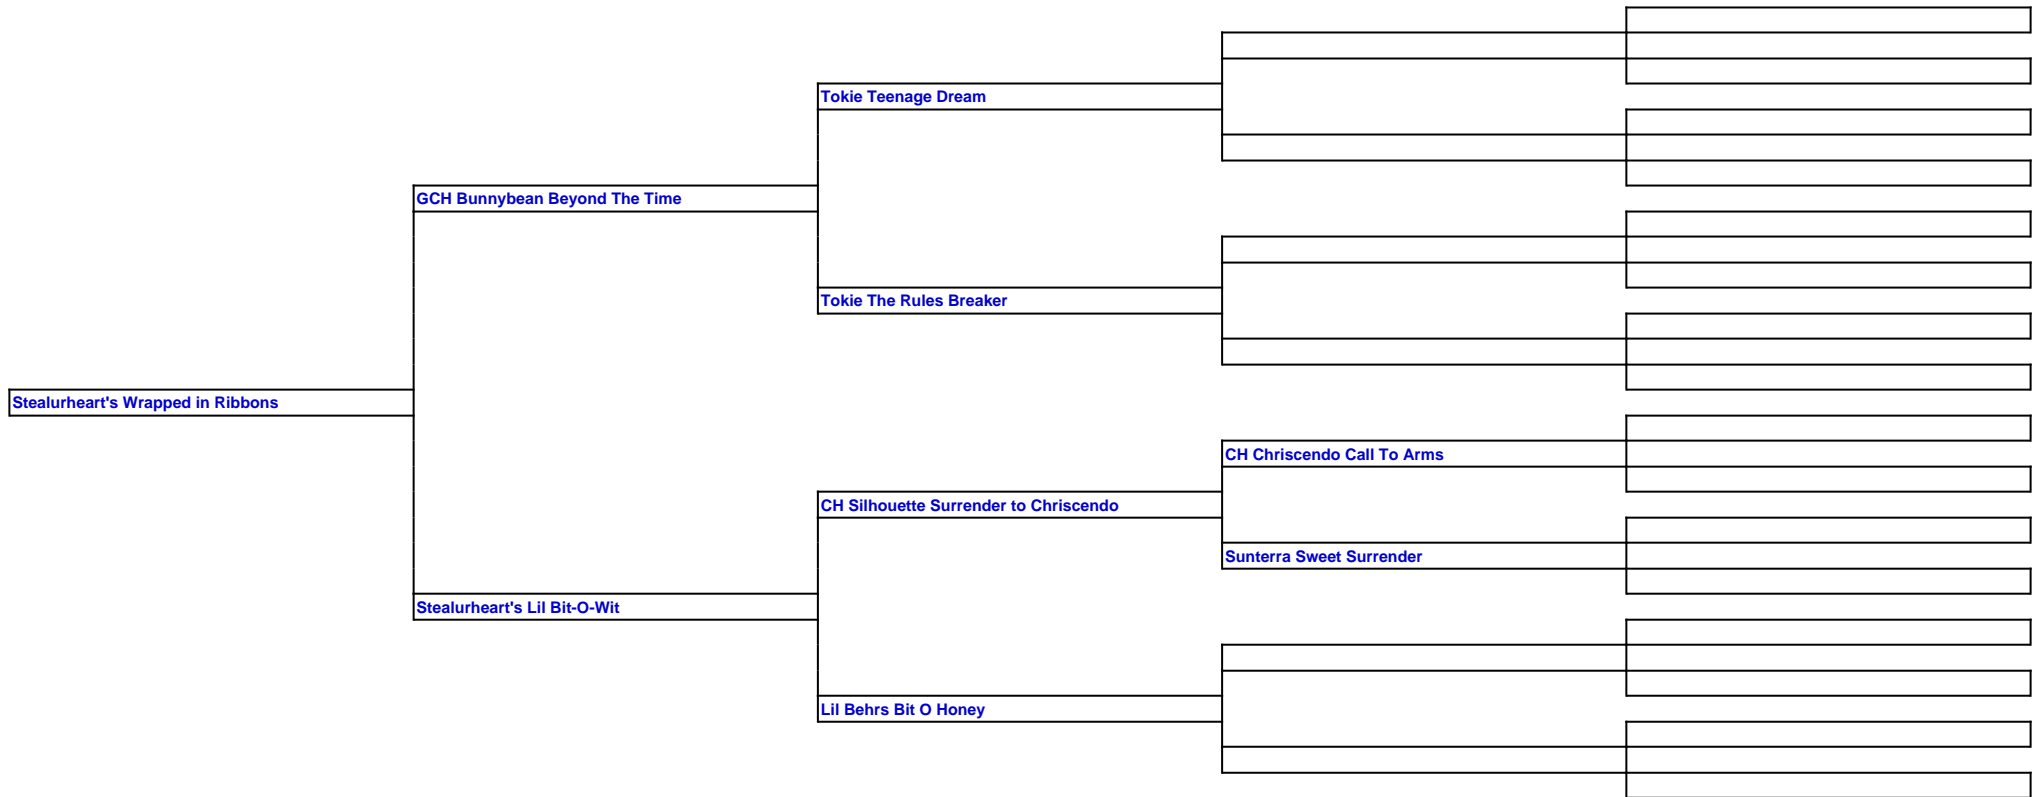 Tokie Teenage Dream
GCH Bunnybean Beyond The Time
Tokie The Rules Breaker
Stealurheart's Wrapped in Ribbons
CH Chriscendo Call To Arms
CH Silhouette Surrender to Chriscendo
Sunterra Sweet Surrender
Stealurheart's Lil Bit-O-Wit
Lil Behrs Bit O Honey